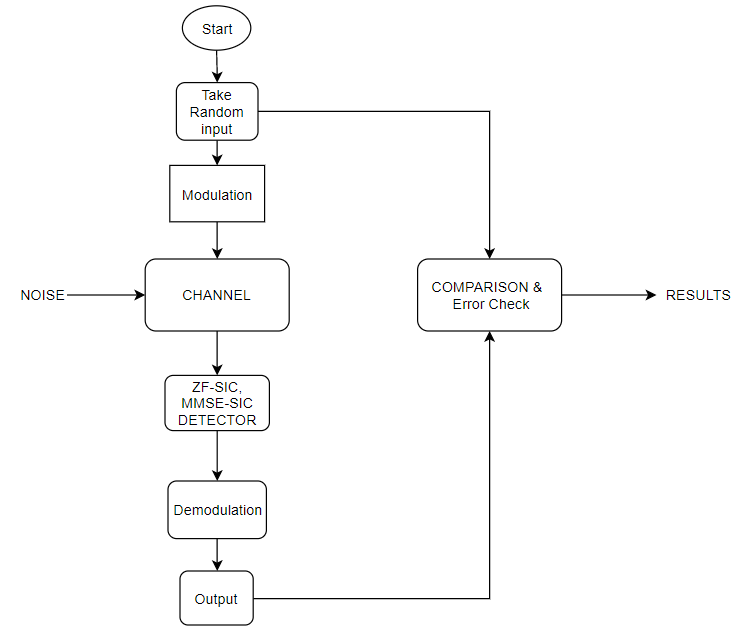 Start
Take
Random
input
Modulation
NOISE
CHANNEL
COMPARISON &
Error Check
RESULTS
ZF-SIC,
MMSE-SIC
DETECTOR
Demodulation
Output